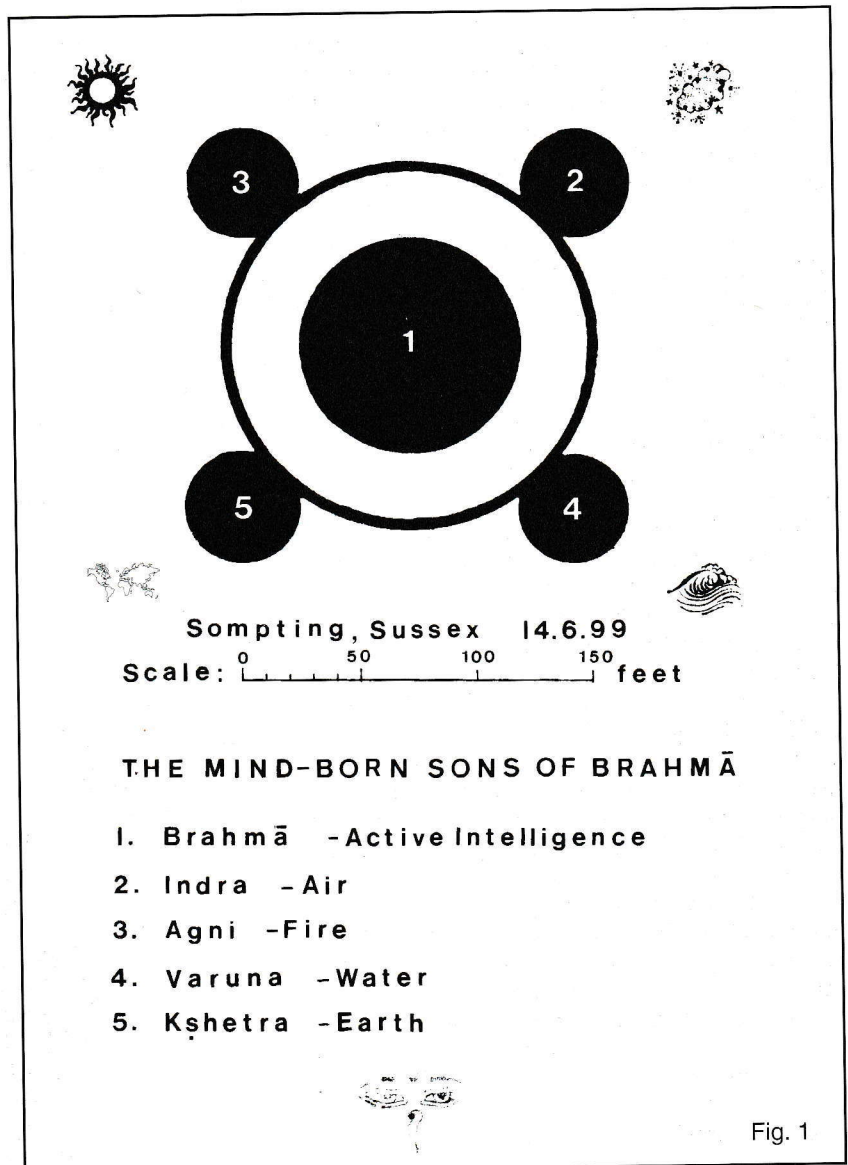 3
2
1
5
4
Sompting, Sussex 14.6.99
0 50 100 150
Scale: feet
THE MIND-BORN SONS OF BRAHMĀ
1. Brahmā -Active Intelligence
2. Indra -Air
3. Agni -Fire
4. Varuna -Water
5. Kṣhetra -Earth
Fig. 1